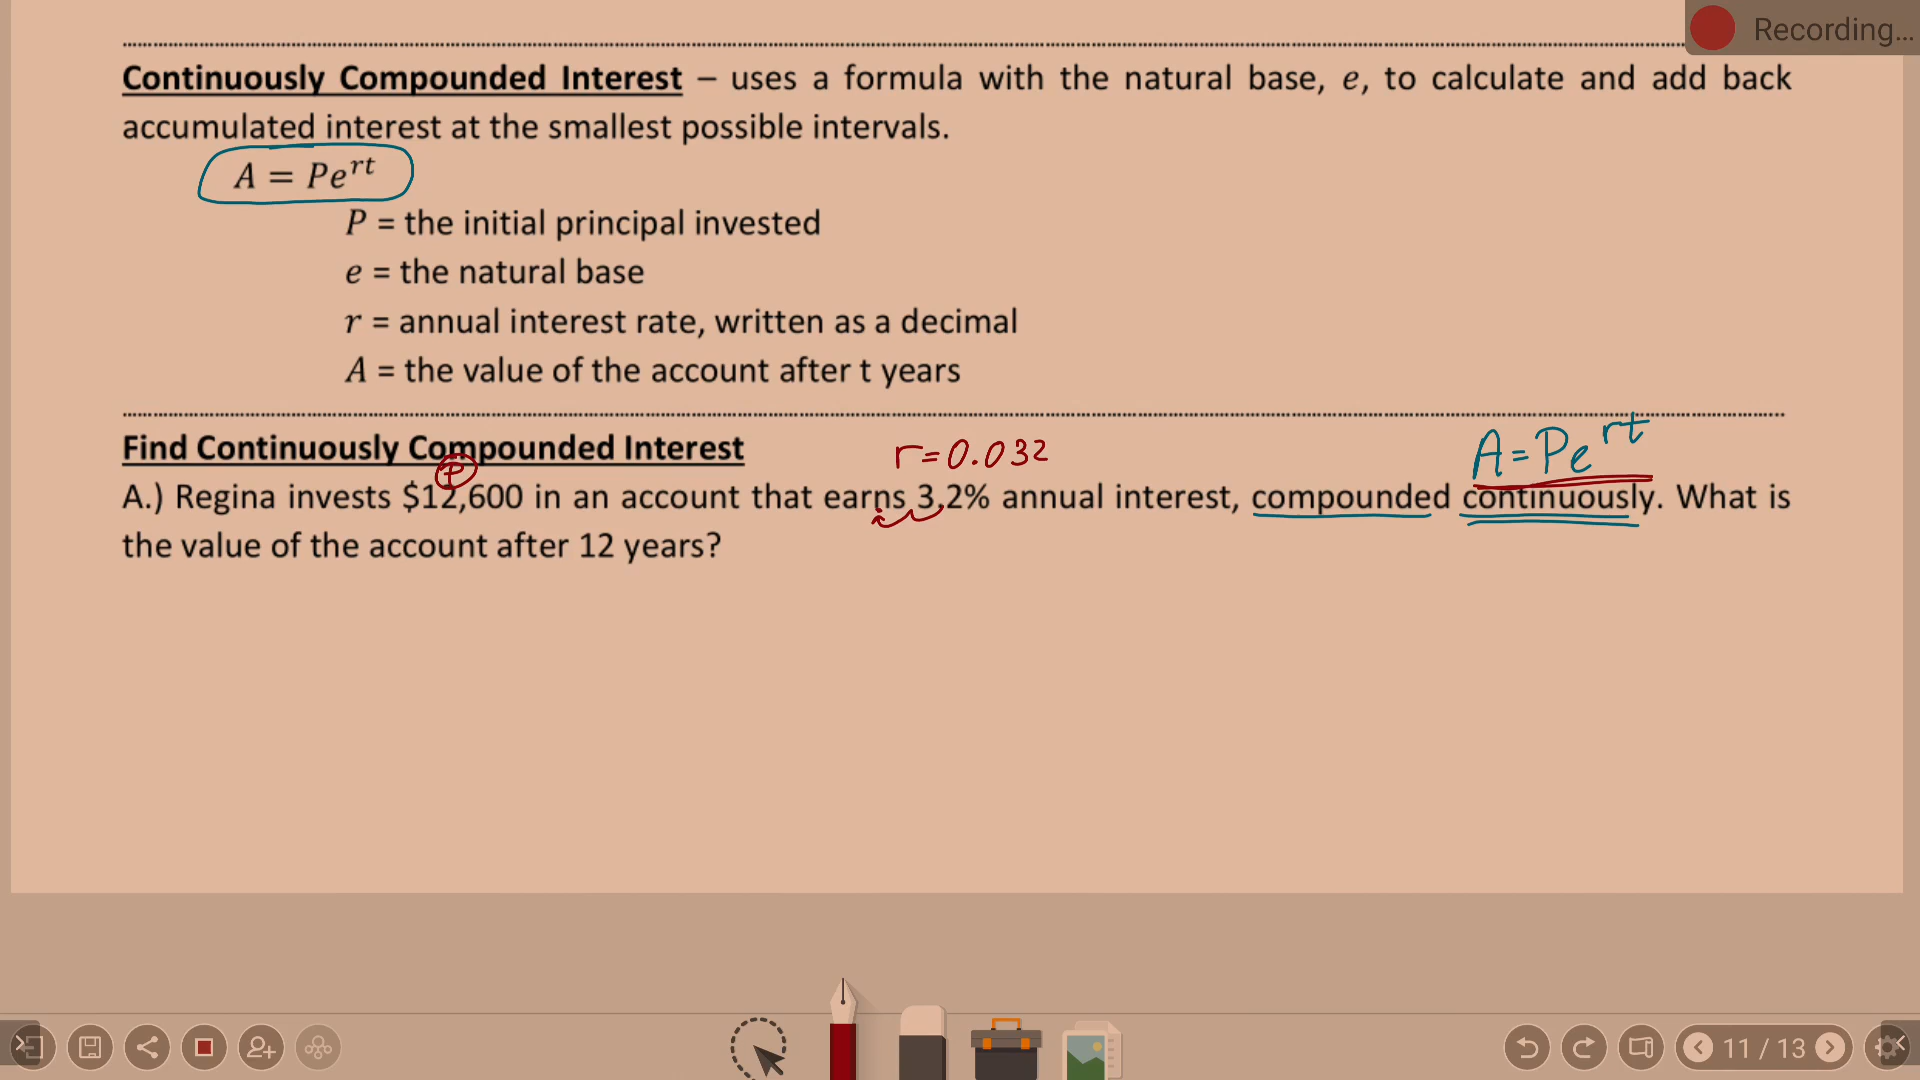 Recording...
Continuously Compounded Interest – uses a formula with the natural base, e, to calculate and add back
accumulated interest at the smallest possible intervals.
A = Pe^{rt}
P = the initial principal invested
e = the natural base
r = annual interest rate, written as a decimal
A = the value of the account after t years
Find Continuously Compounded Interest
r=0.032
A=Pe^{rt}
P
A.) Regina invests $12,600 in an account that earns 3.2% annual interest, compounded continuously. What is
the value of the account after 12 years?
11 / 13